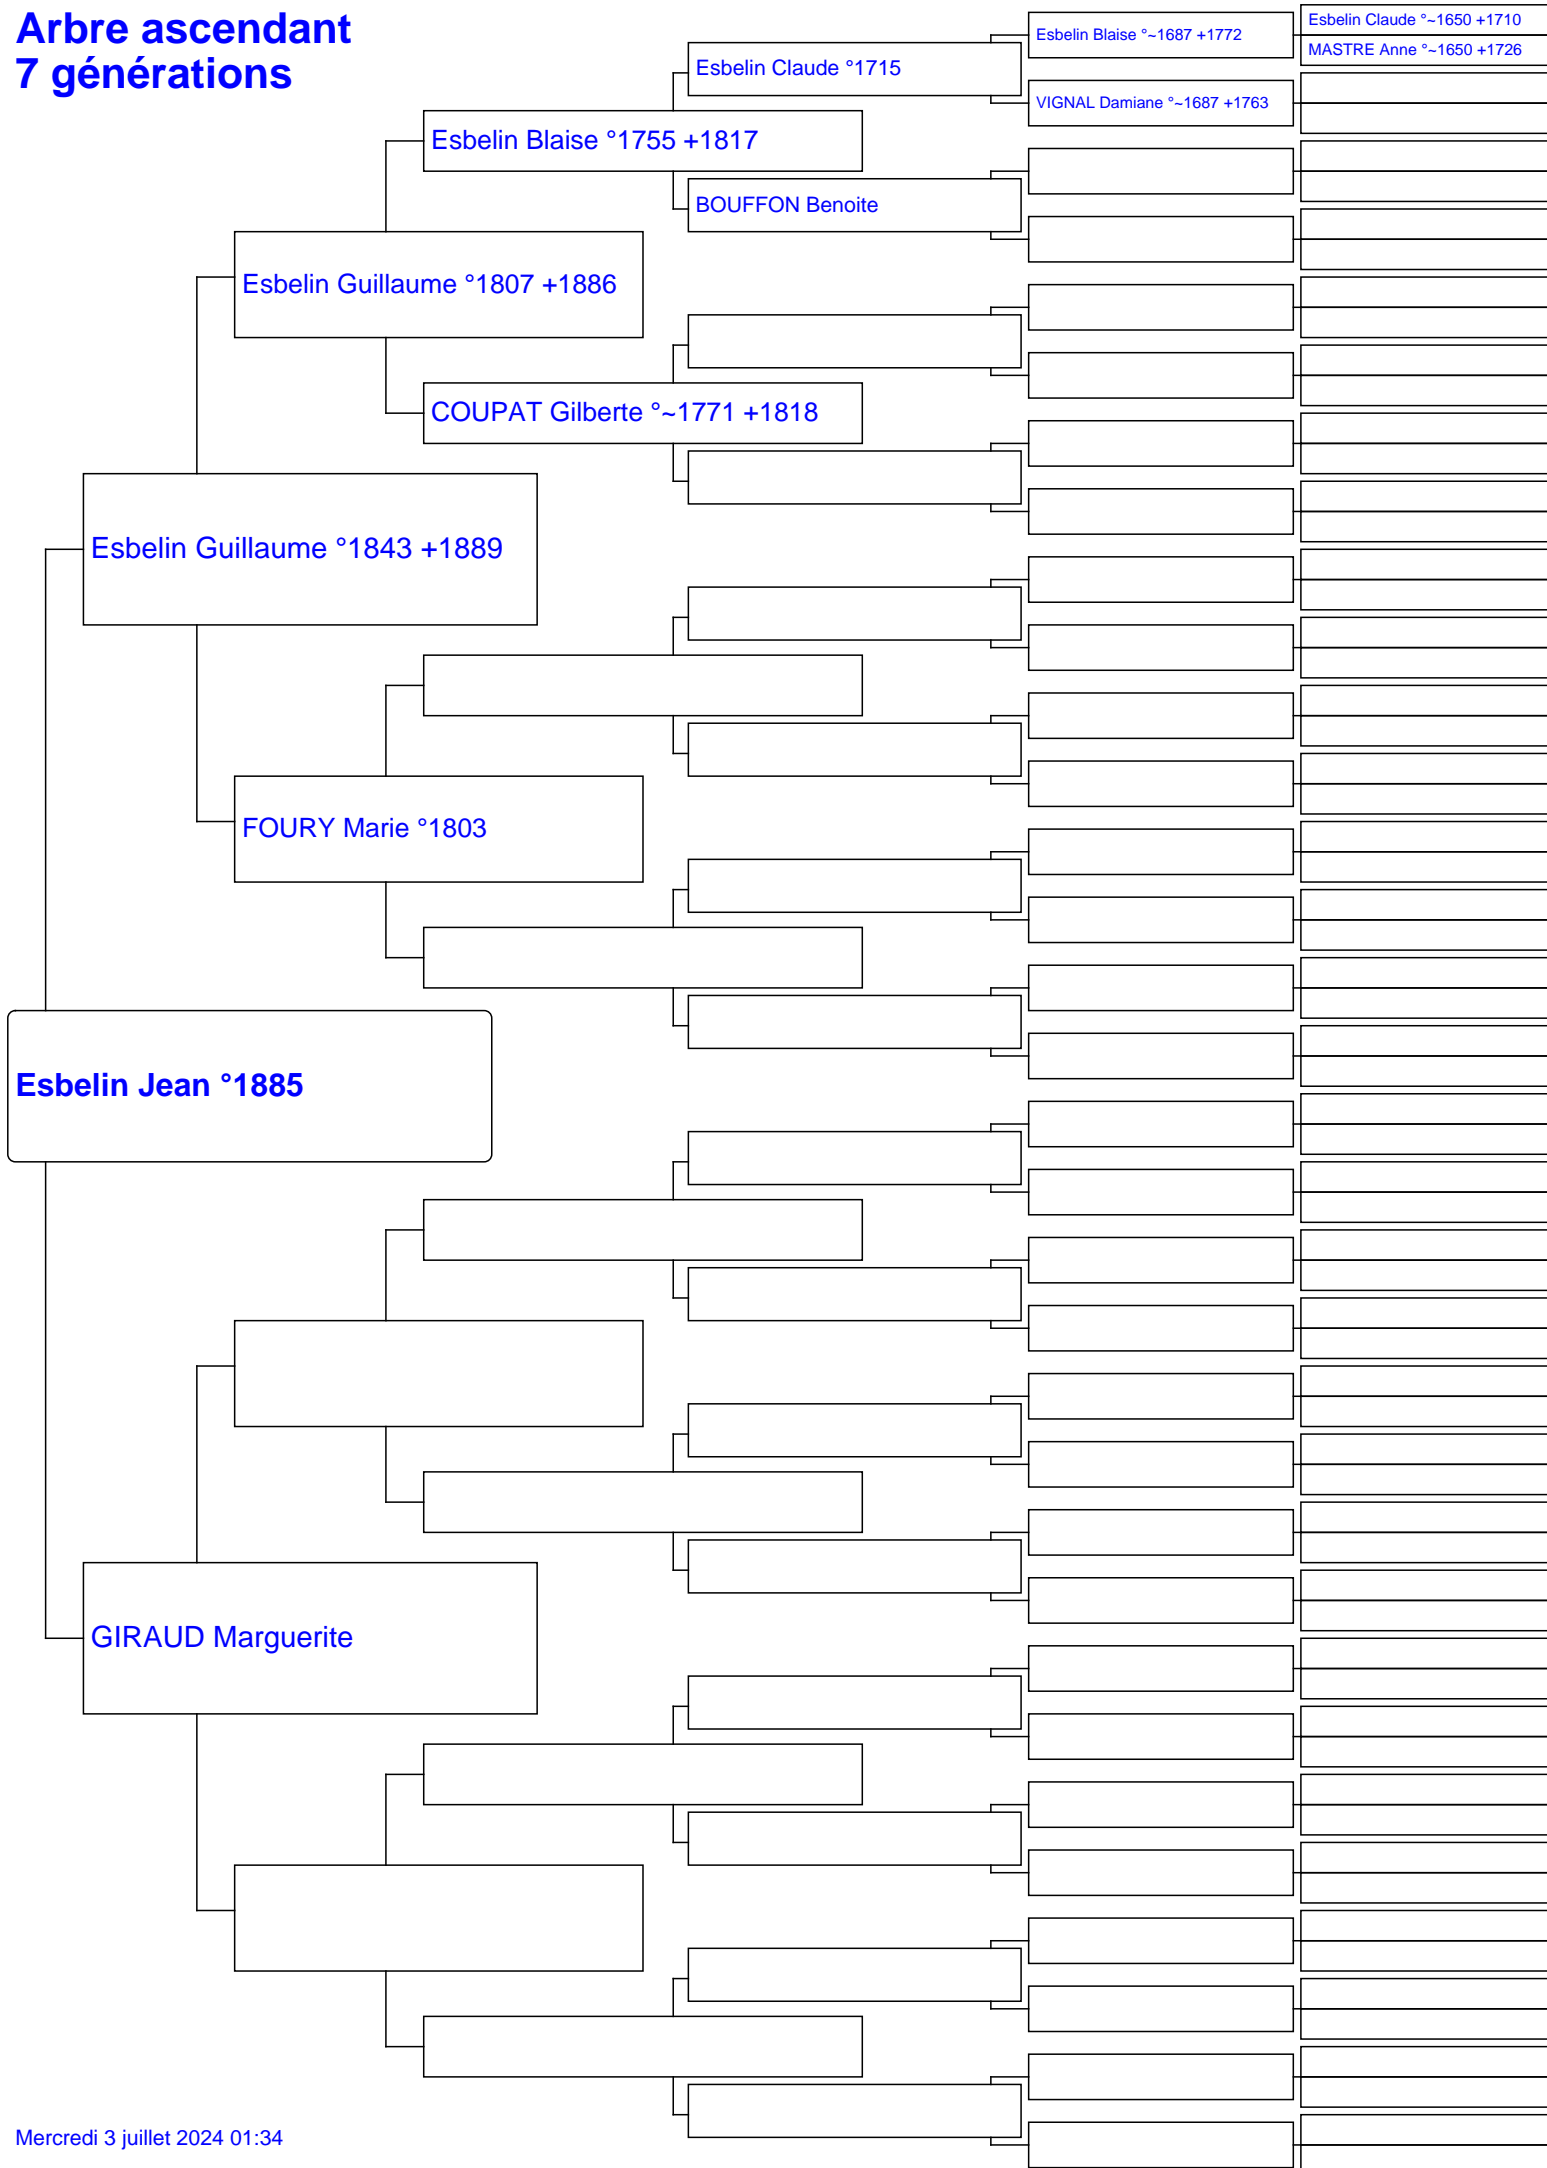 Arbre ascendant
7 générations
Esbelin Claude °~1650 +1710
Esbelin Blaise °~1687 +1772
MASTRE Anne °~1650 +1726
Esbelin Claude °1715
VIGNAL Damiane °~1687 +1763
Esbelin Blaise °1755 +1817
BOUFFON Benoite
Esbelin Guillaume °1807 +1886
COUPAT Gilberte °~1771 +1818
Esbelin Guillaume °1843 +1889
FOURY Marie °1803
Esbelin Jean °1885
GIRAUD Marguerite
Mercredi 3 juillet 2024 01:34